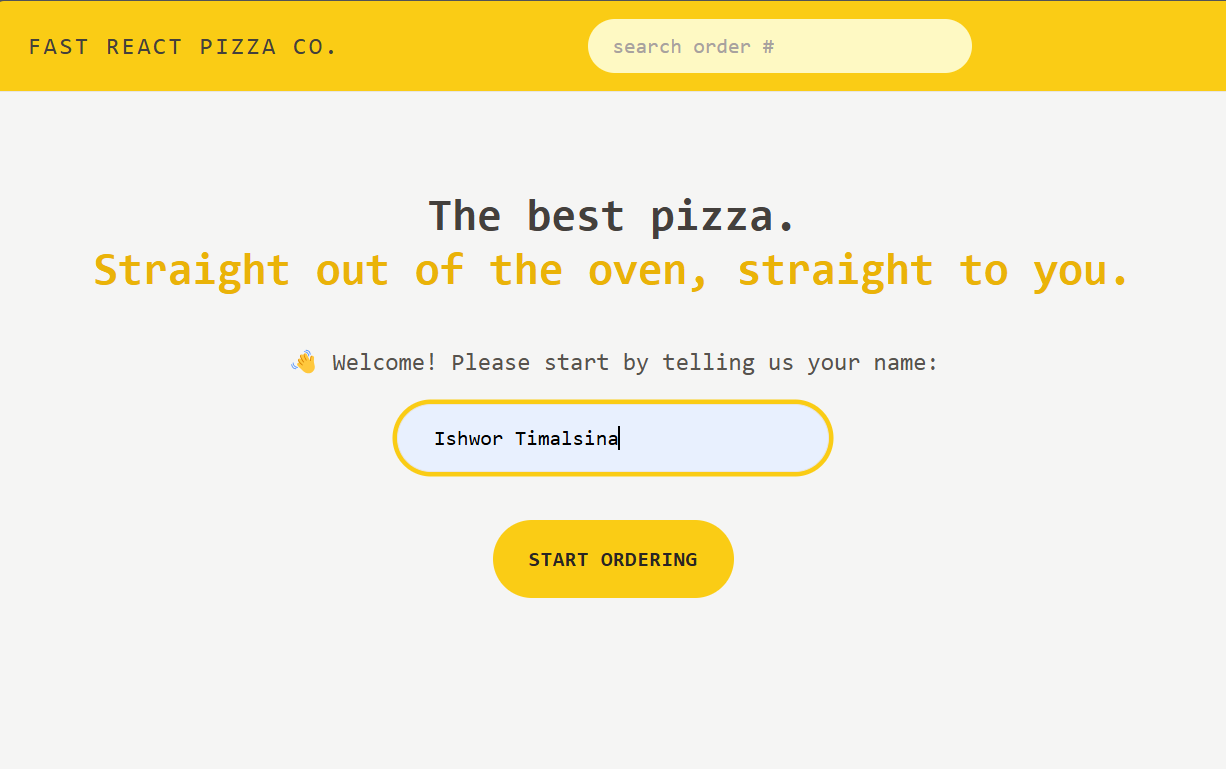 FAST REACT PIZZA CO.
search order #
The best pizza.
Straight out of the oven, straight to you.
👋 Welcome! Please start by telling us your name:
Ishwor Timalsina
START ORDERING